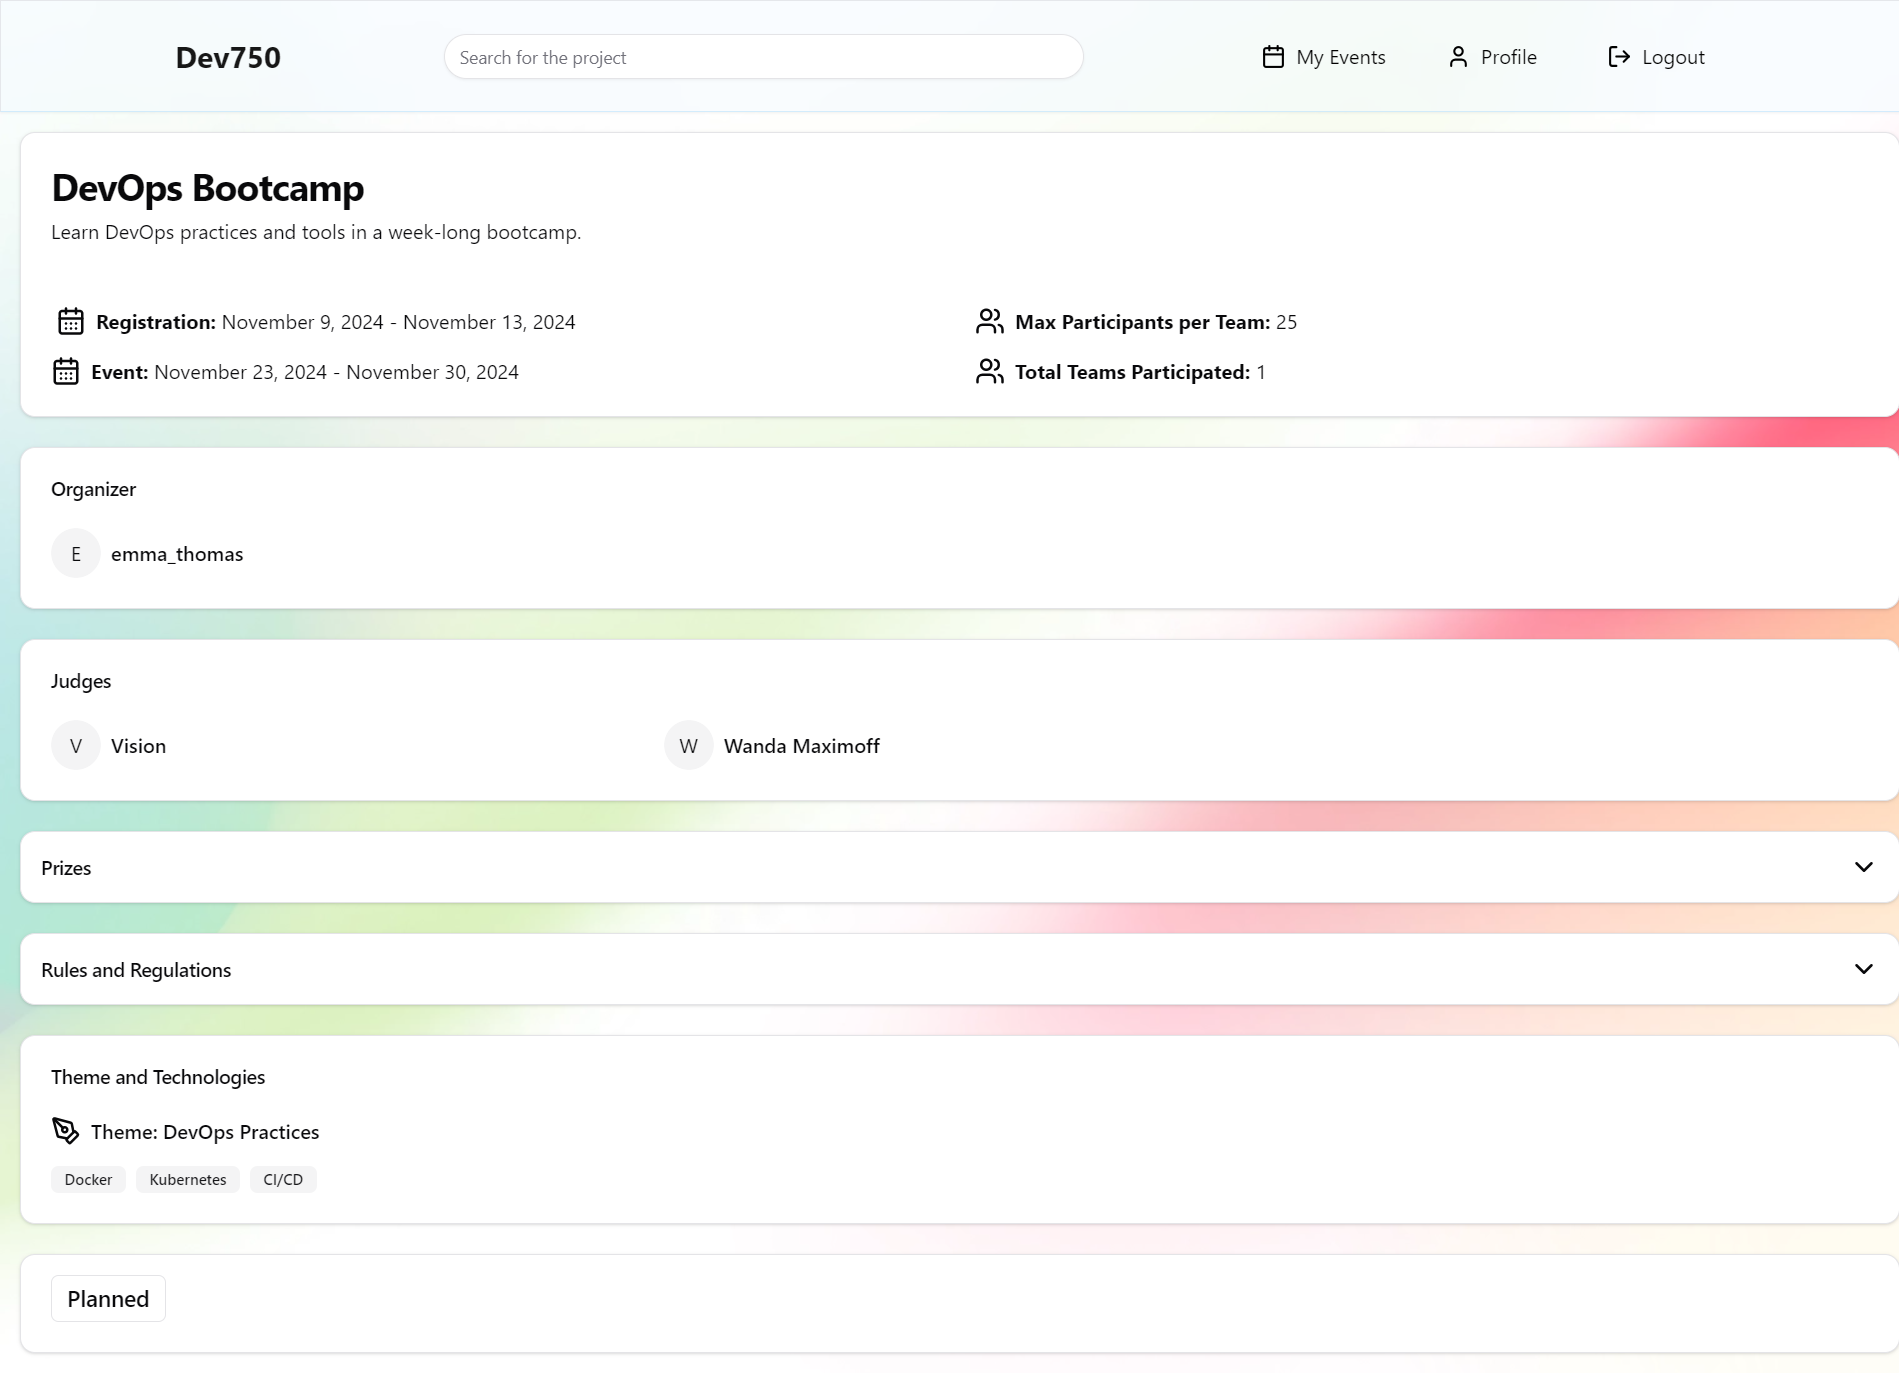 Dev750
Search for the project
My Events
Profile
Logout
DevOps Bootcamp
Learn DevOps practices and tools in a week-long bootcamp.
Registration: November 9, 2024 - November 13, 2024
Max Participants per Team: 25
Event: November 23, 2024 - November 30, 2024
Total Teams Participated: 1
Organizer
E
emma_thomas
Judges
V
Vision
W
Wanda Maximoff
Prizes
Rules and Regulations
Theme and Technologies
Theme: DevOps Practices
Docker
Kubernetes
CI/CD
Planned